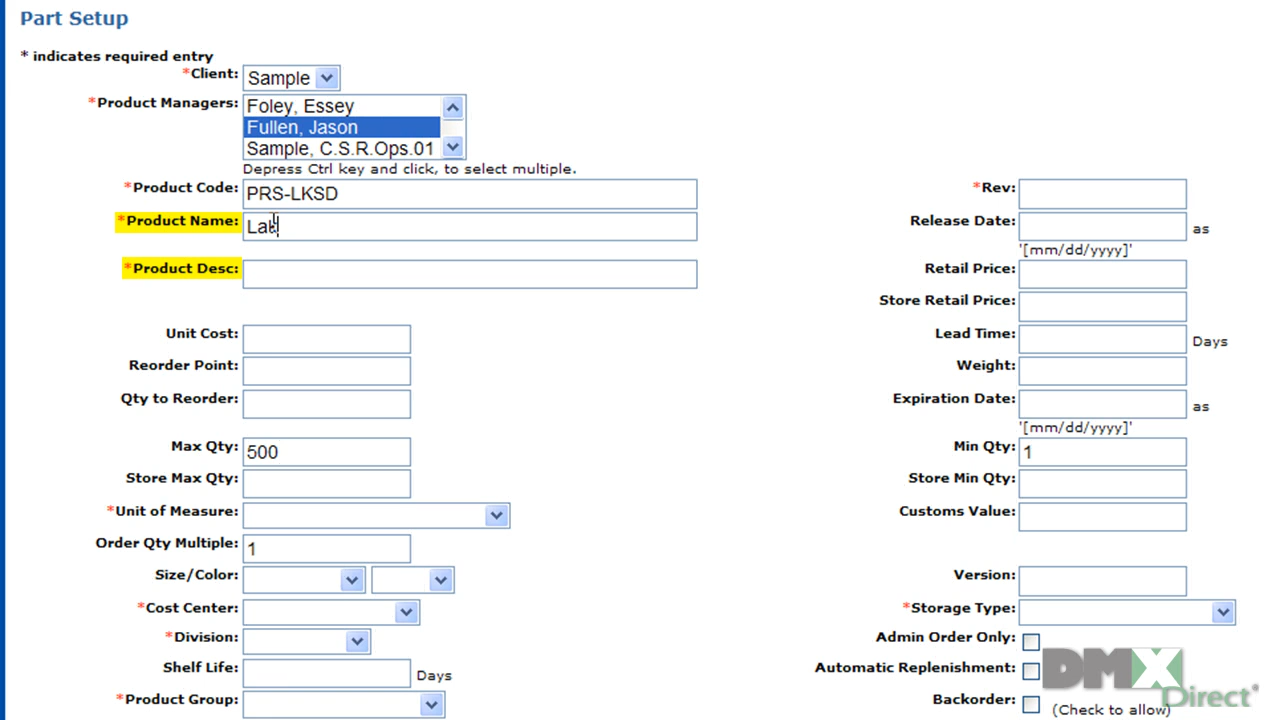 Part Setup
* indicates required entry
*Client: Sample
*Product Managers: Foley, Essey
Fullen, Jason
Sample, C.S.R.Ops.01
Depress Ctrl key and click, to select multiple.
*Product Code: PRS-LKSD
*Rev:
*Product Name: Lak
Release Date: as
'[mm/dd/yyyy]'
*Product Desc:
Retail Price:
Store Retail Price:
Unit Cost:
Lead Time: Days
Reorder Point:
Weight:
Qty to Reorder:
Expiration Date: as
'[mm/dd/yyyy]'
Max Qty: 500
Min Qty: 1
Store Max Qty:
Store Min Qty:
*Unit of Measure:
Customs Value:
Order Qty Multiple: 1
Size/Color:
Version:
*Cost Center:
*Storage Type:
*Division:
Admin Order Only:
Shelf Life: Days
Automatic Replenishment:
*Product Group:
Backorder: (Check to allow)
DMX
Direct®